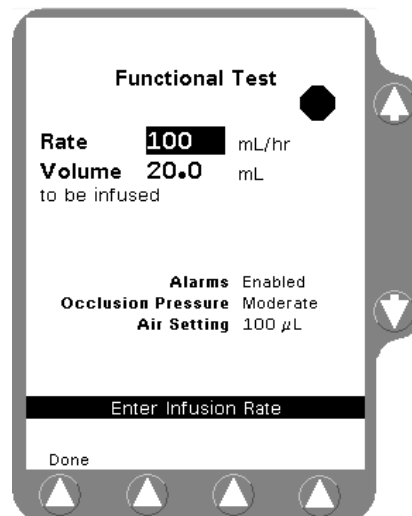 Functional Test
Rate 100 mL/hr
Volume 20.0 mL
to be infused
Alarms Enabled
Occlusion Pressure Moderate
Air Setting 100 µL
Enter Infusion Rate
Done